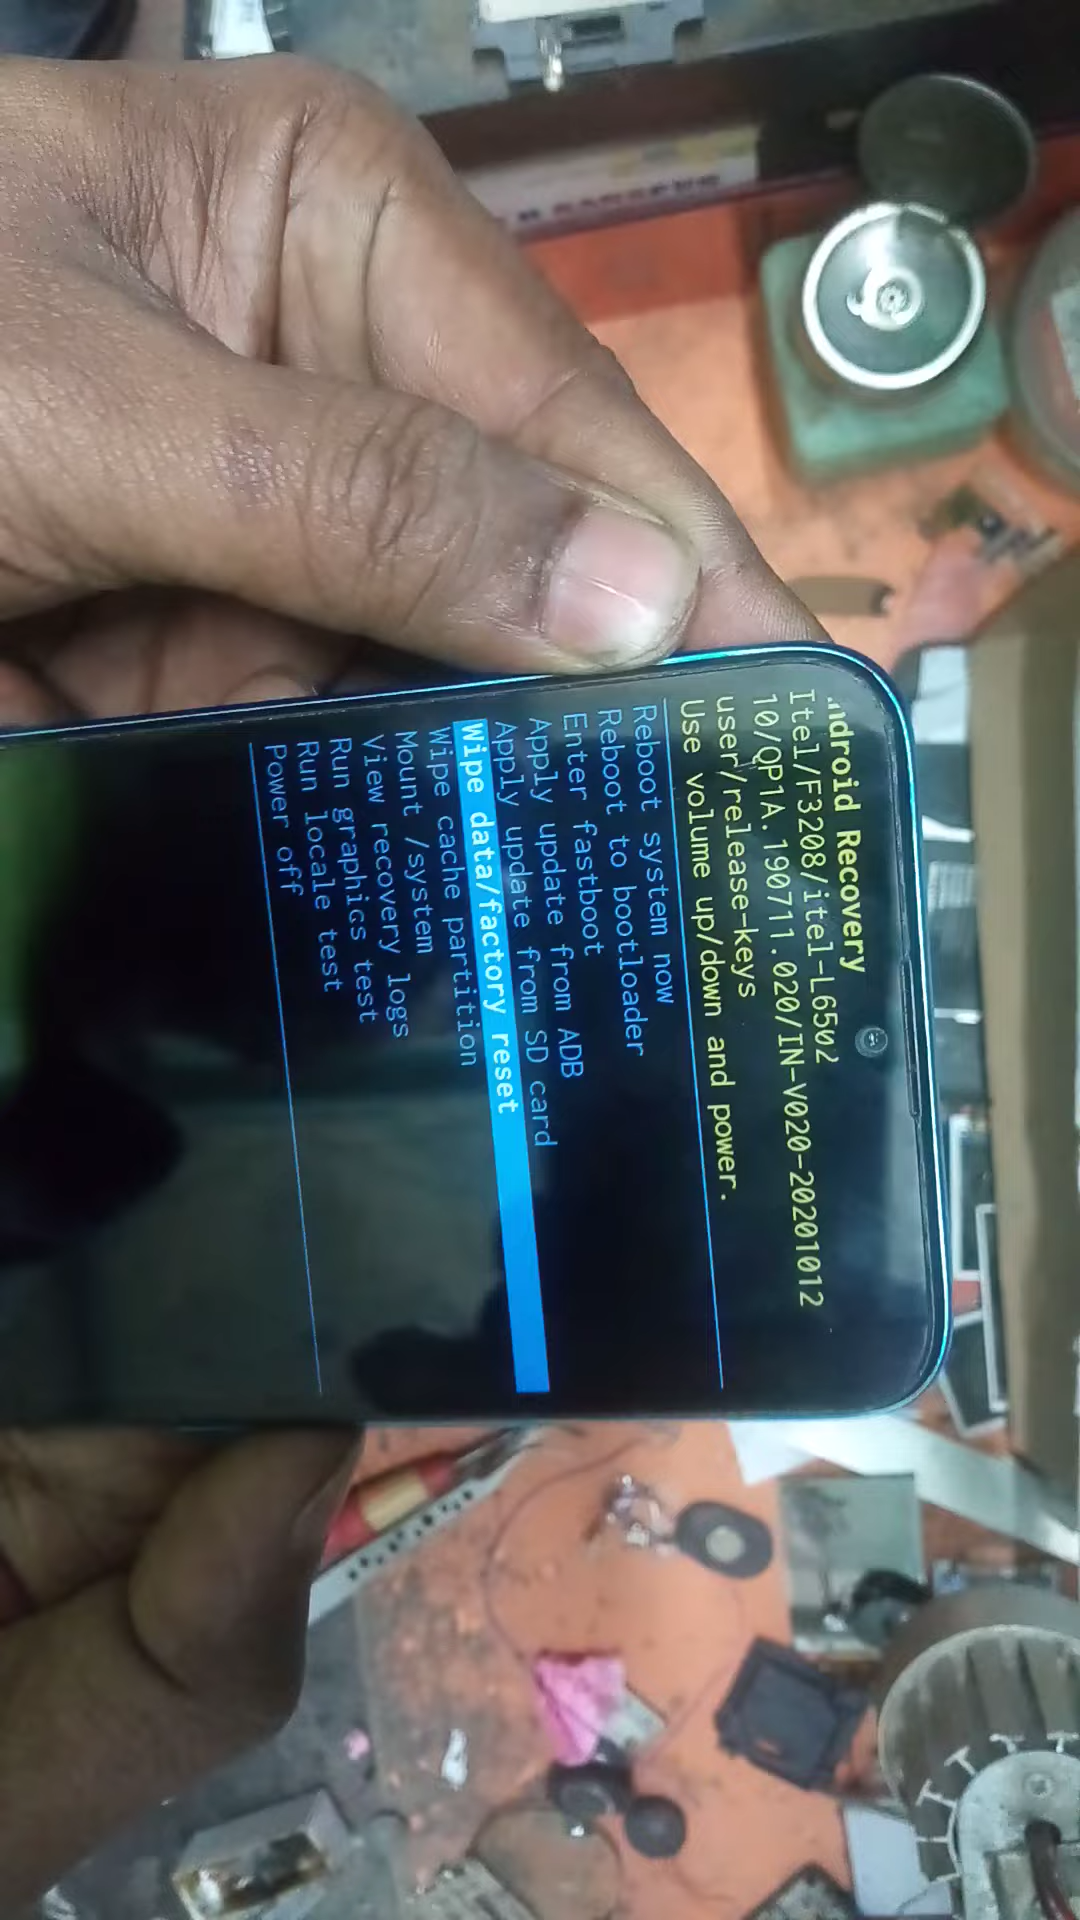 Android Recovery
Itel/F3208/itel-L6502
10/QP1A.190711.020/IN-V020-20201012
user/release-keys
Use volume up/down and power.
Reboot system now
Reboot to bootloader
Enter fastboot
Apply update from ADB
Apply update from SD card
Wipe data/factory reset
Wipe cache partition
Mount /system
View recovery logs
Run graphics test
Run locale test
Power off